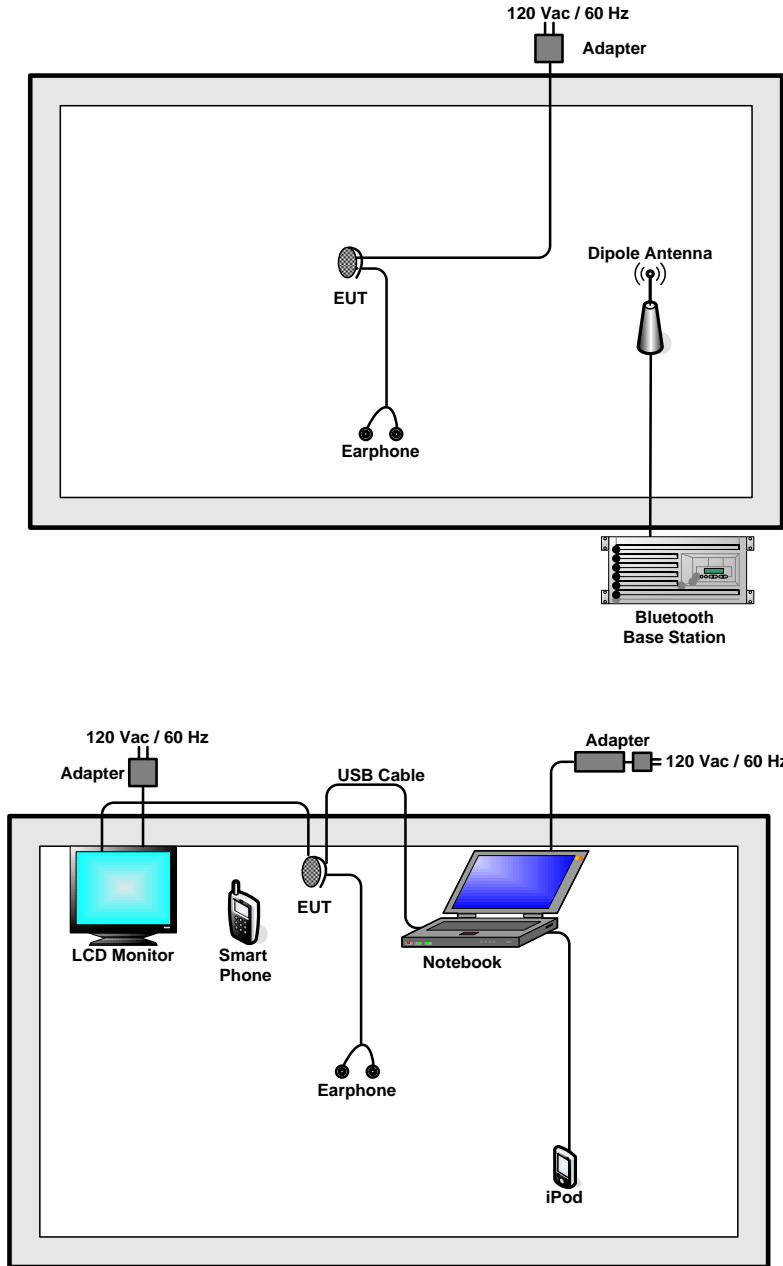 120 Vac / 60 Hz
Adapter
Dipole Antenna
EUT
Earphone
Bluetooth
Base Station
120 Vac / 60 Hz
Adapter
USB Cable
Adapter
120 Vac / 60 Hz
EUT
LCD Monitor
Smart
Phone
Notebook
Earphone
iPod